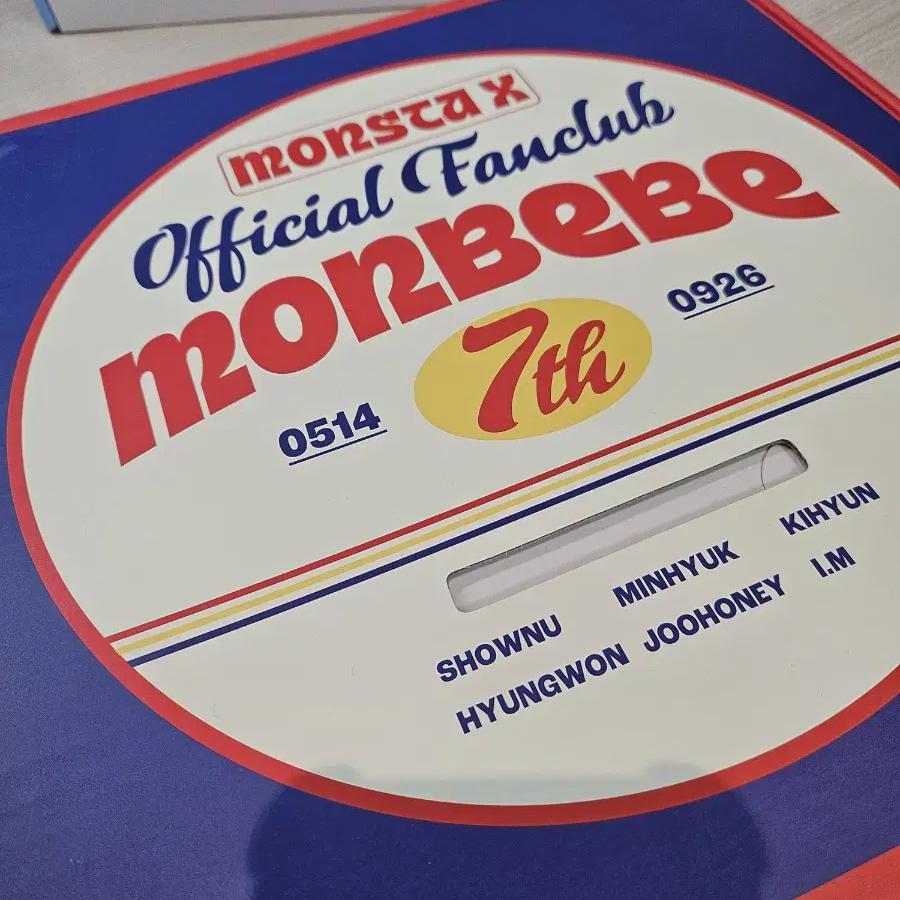 MONSTA X
Official Fanclub
MONBEBE
0514 7th 0926
SHOWNU MINHYUK KIHYUN
HYUNGWON JOOHONEY I.M